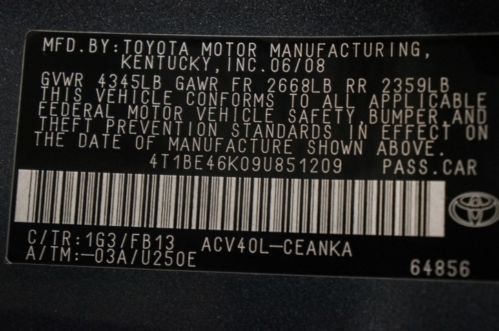 MFD.BY:TOYOTA MOTOR MANUFACTURING,
KENTUCKY,INC.06/08
GVWR 4345LB GAWR FR 2668LB RR 2359LB
THIS VEHICLE CONFORMS TO ALL APPLICABLE
FEDERAL MOTOR VEHICLE SAFETY,BUMPER,AND
THEFT PREVENTION STANDARDS IN EFFECT ON
THE DATE OF MANUFACTURE SHOWN ABOVE.
4T1BE46K09U851209 PASS.CAR
C/TR:1G3/FB13 ACV40L-CEANKA
A/TM:-03A/U250E 64856